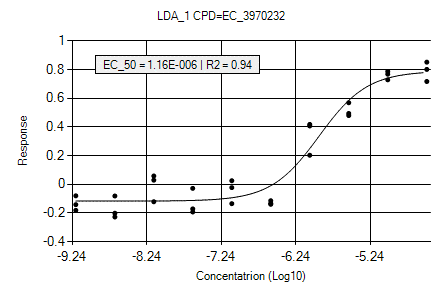 LDA_1 CPD=EC_3970232
1
EC_50 = 1.16E-006 | R2 = 0.94
0.8
0.6
0.4
0.2
0
-0.2
-0.4
Response
-9.24 -8.24 -7.24 -6.24 -5.24
Concentatrion (Log10)